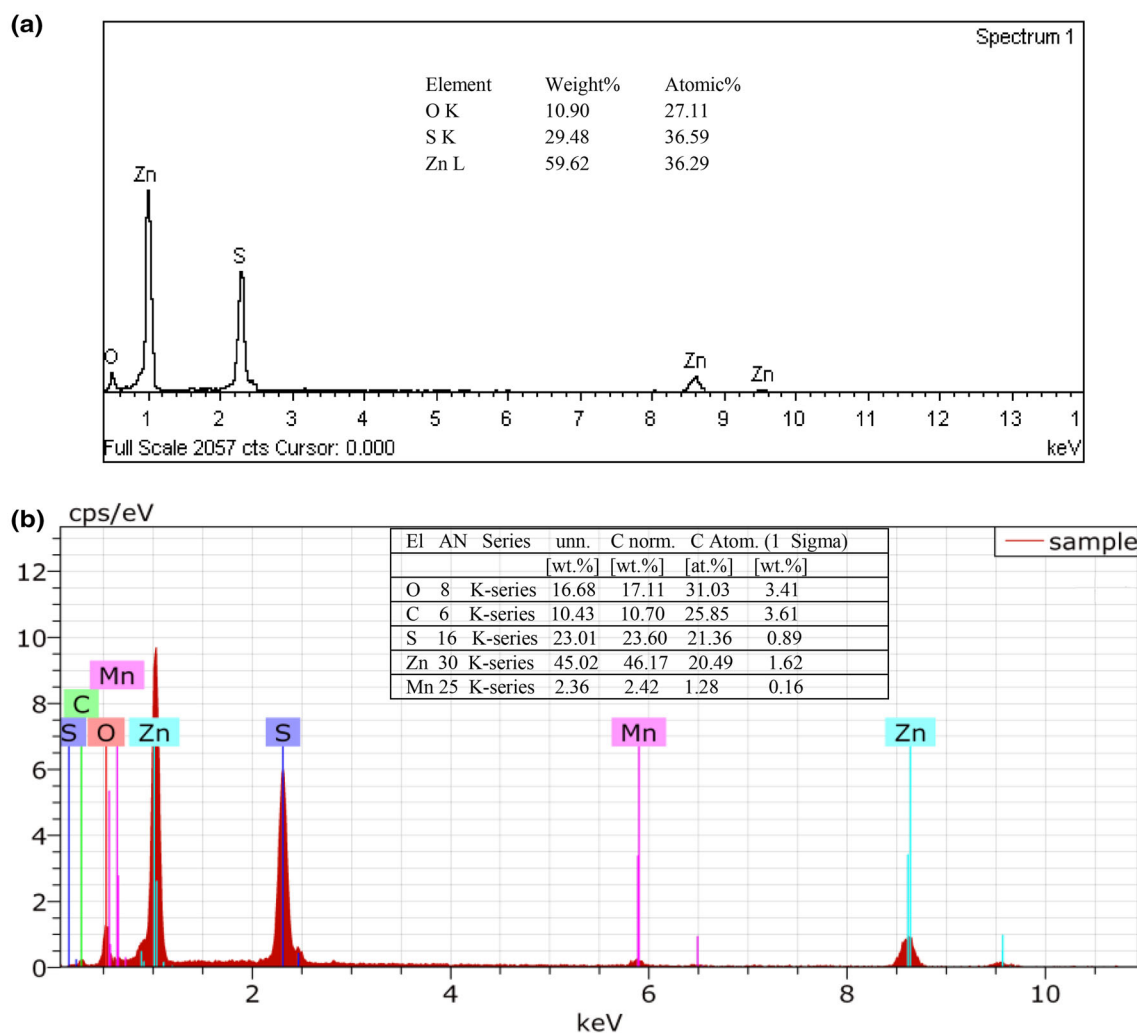 (a)
Spectrum 1
Element Weight% Atomic%
O K 10.90 27.11
S K 29.48 36.59
Zn L 59.62 36.29
Zn
S
O
Zn
Zn
1 2 3 4 5 6 7 8 9 10 11 12 13 1
Full Scale 2057 cts Cursor: 0.000 keV
(b)
cps/eV
El AN Series unn. C norm. C Atom. (1 Sigma)
[wt.%] [wt.%] [at.%] [wt.%]
O 8 K-series 16.68 17.11 31.03 3.41
C 6 K-series 10.43 10.70 25.85 3.61
S 16 K-series 23.01 23.60 21.36 0.89
Zn 30 K-series 45.02 46.17 20.49 1.62
Mn 25 K-series 2.36 2.42 1.28 0.16
sample
12
10
8
6
4
2
0
Mn
C
S O Zn S Mn Zn
2 4 6 8 10
keV